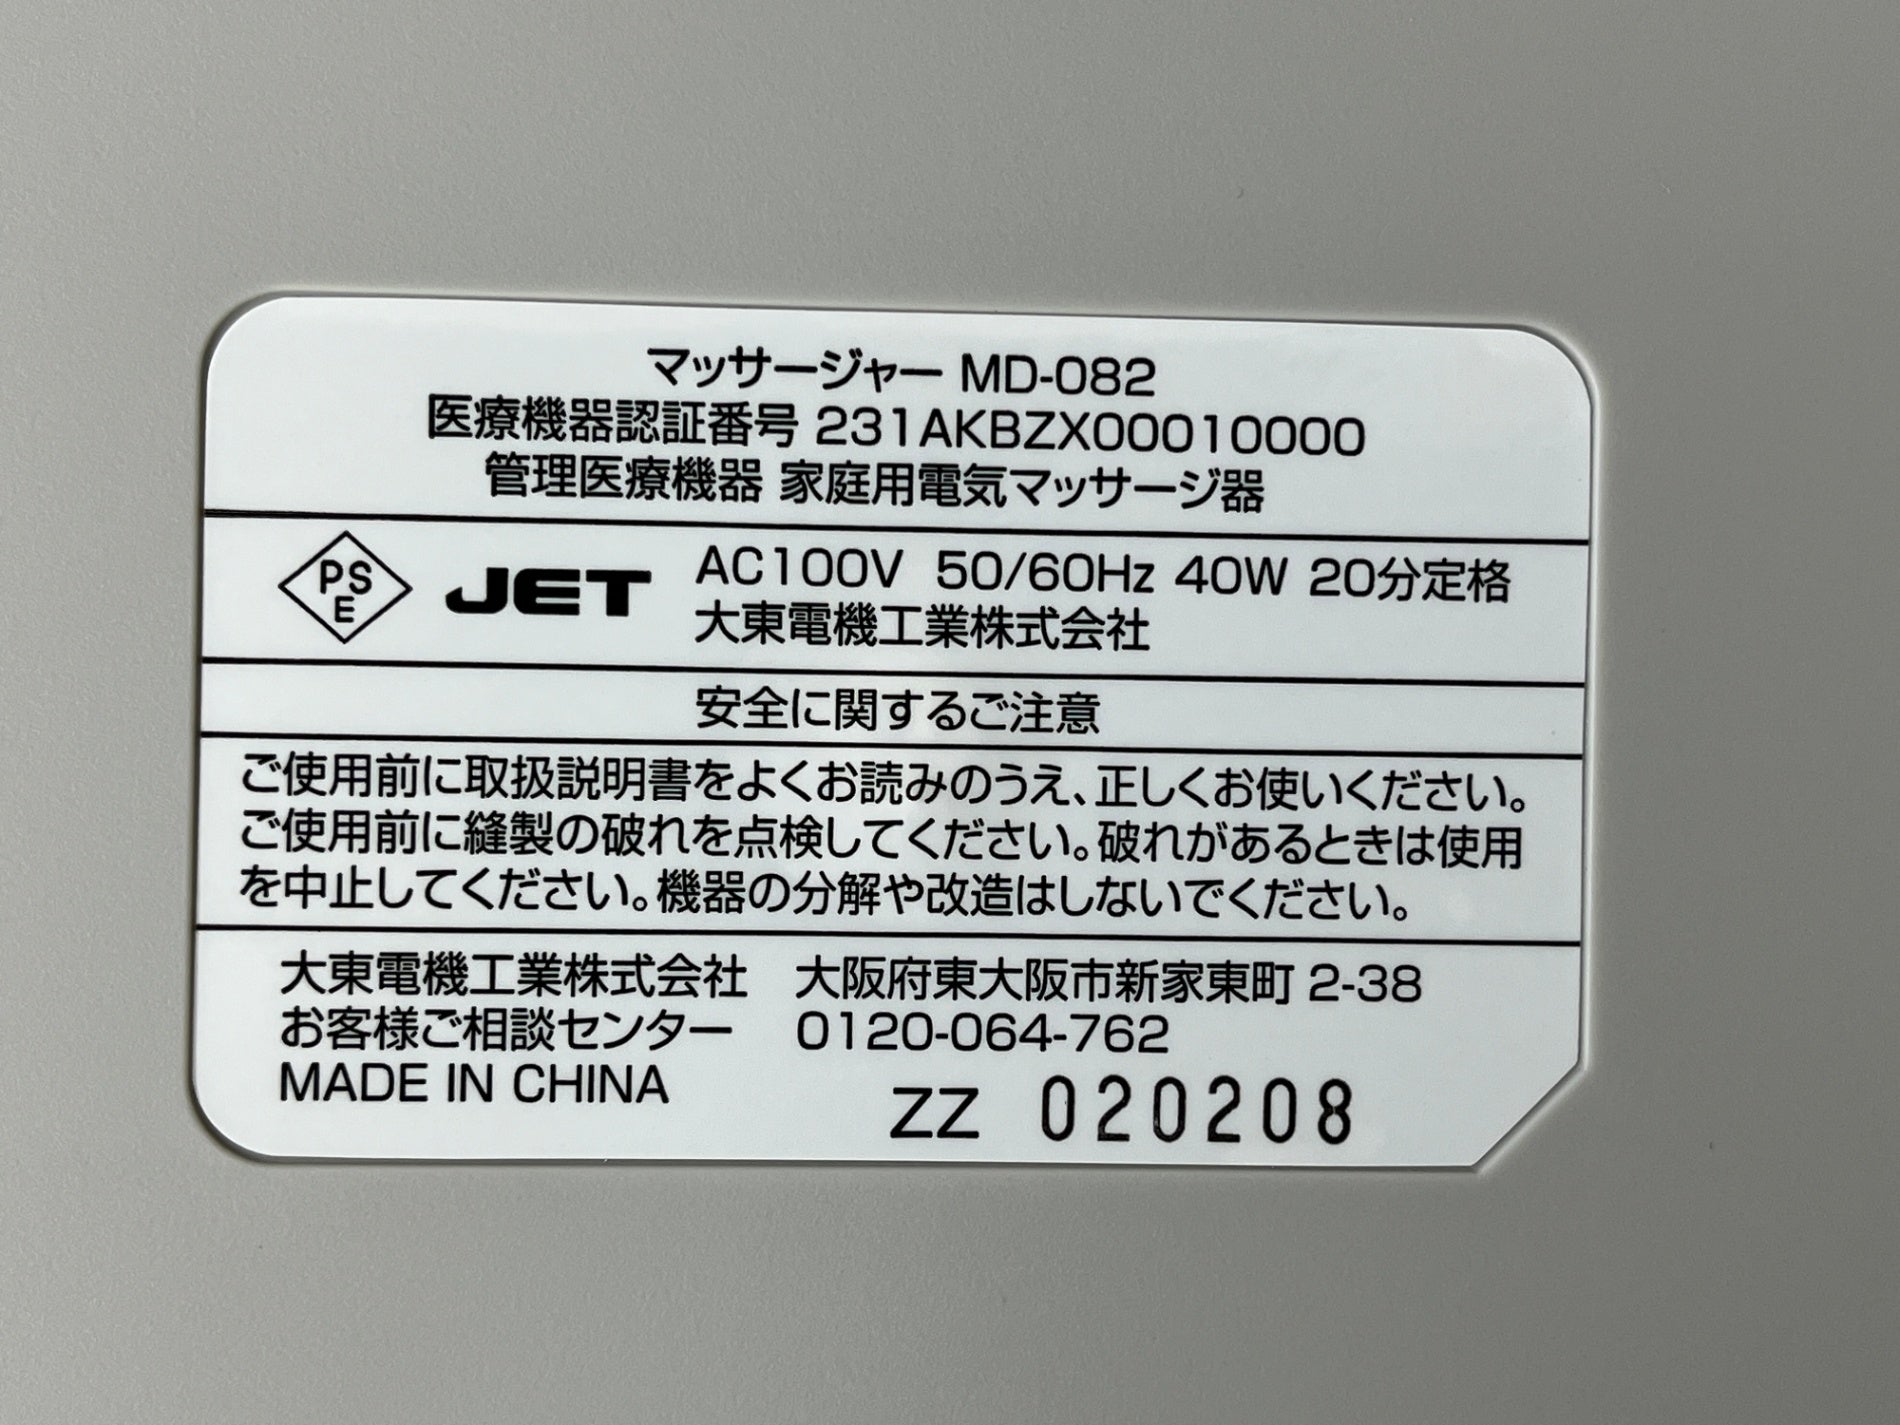 マッサージャー MD-082
医療機器認証番号 231AKBZX00010000
管理医療機器 家庭用電気マッサージ器
PS
E
JET
AC100V 50/60Hz 40W 20分定格
大東電機工業株式会社
安全に関するご注意
ご使用前に取扱説明書をよくお読みのうえ、正しくお使いください。
ご使用前に縫製の破れを点検してください。破れがあるときは使用
を中止してください。機器の分解や改造はしないでください。
大東電機工業株式会社 大阪府東大阪市新家東町 2-38
お客様ご相談センター 0120-064-762
MADE IN CHINA
ZZ 020208